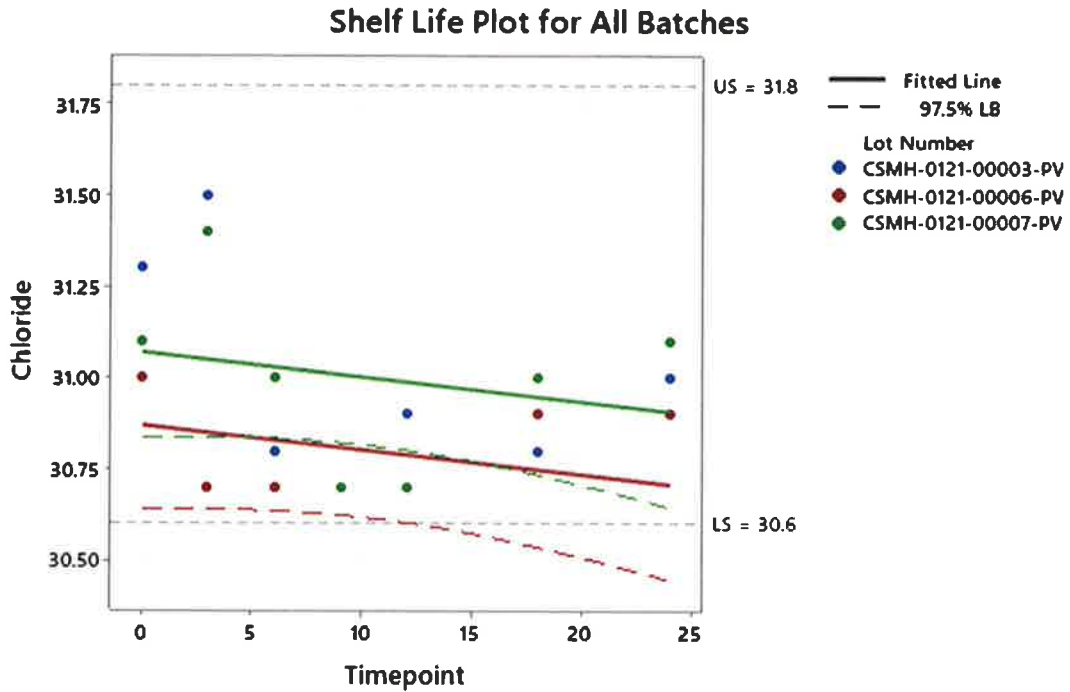 Shelf Life Plot for All Batches
US = 31.8
Fitted Line
97.5% LB
Lot Number
CSMH-0121-00003-PV
CSMH-0121-00006-PV
CSMH-0121-00007-PV
31.75
31.50
31.25
31.00
30.75
30.50
Chloride
LS = 30.6
0 5 10 15 20 25
Timepoint